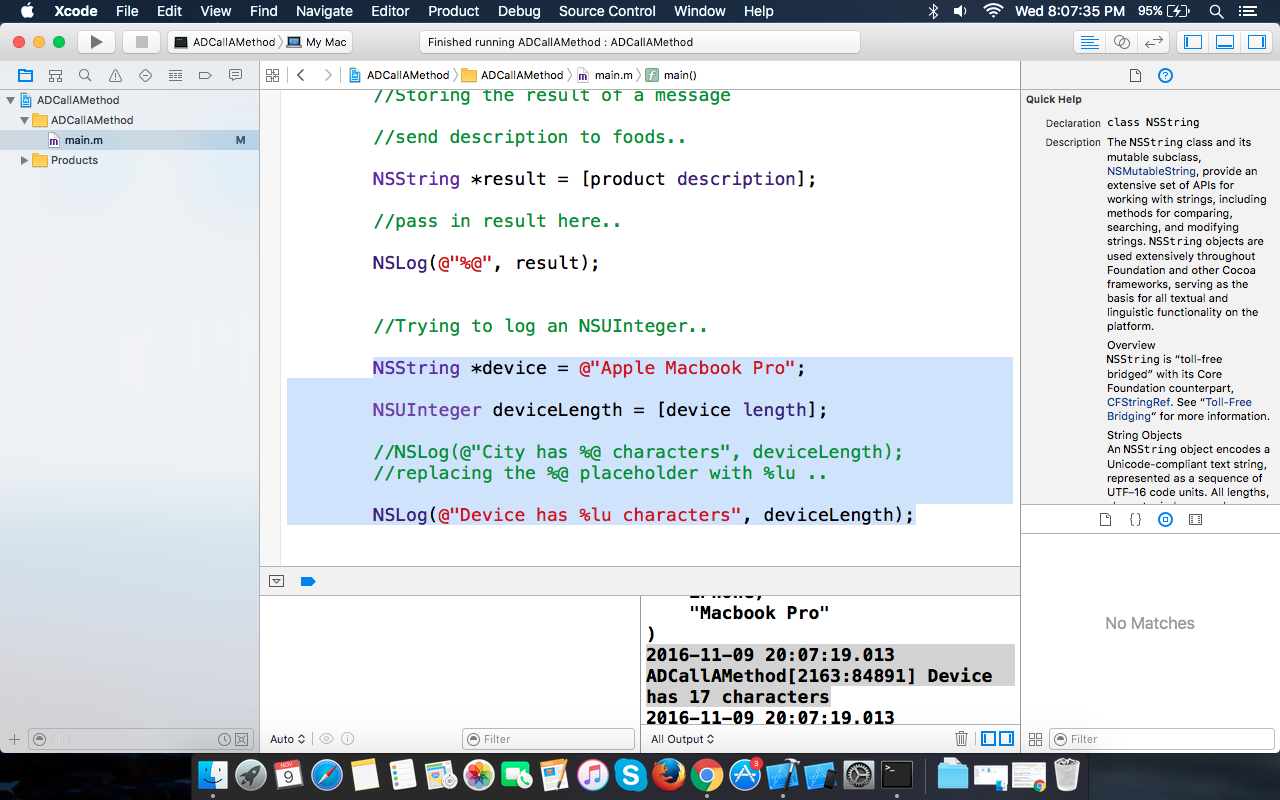 Xcode File Edit View Find Navigate Editor Product Debug Source Control Window Help Wed 8:07:35 PM 95%
ADCallAMethod My Mac Finished running ADCallAMethod : ADCallAMethod
ADCallAMethod ADCallAMethod main.m main()
ADCallAMethod
ADCallAMethod
main.m M
Products
//Storing the result of a message
//send description to foods..
NSString *result = [product description];
//pass in result here..
NSLog(@"%@", result);
//Trying to log an NSUInteger..
NSString *device = @"Apple Macbook Pro";
NSUInteger deviceLength = [device length];
//NSLog(@"City has %@ characters", deviceLength);
//replacing the %@ placeholder with %lu ..
NSLog(@"Device has %lu characters", deviceLength);
"Macbook Pro"
)
2016-11-09 20:07:19.013
ADCallAMethod[2163:84891] Device
has 17 characters
2016-11-09 20:07:19.013
Auto Filter All Output
Quick Help
Declaration class NSString
Description The NSString class and its
mutable subclass,
NSMutableString, provide an
extensive set of APIs for
working with strings, including
methods for comparing,
searching, and modifying
strings. NSString objects are
used extensively throughout
Foundation and other Cocoa
frameworks, serving as the
basis for all textual and
linguistic functionality on the
platform.
Overview
NSString is “toll-free
bridged” with its Core
Foundation counterpart,
CFStringRef. See “Toll-Free
Bridging” for more information.
String Objects
An NSString object encodes a
Unicode-compliant text string,
represented as a sequence of
UTF–16 code units. All lengths,
No Matches
Filter
NOV
9
3